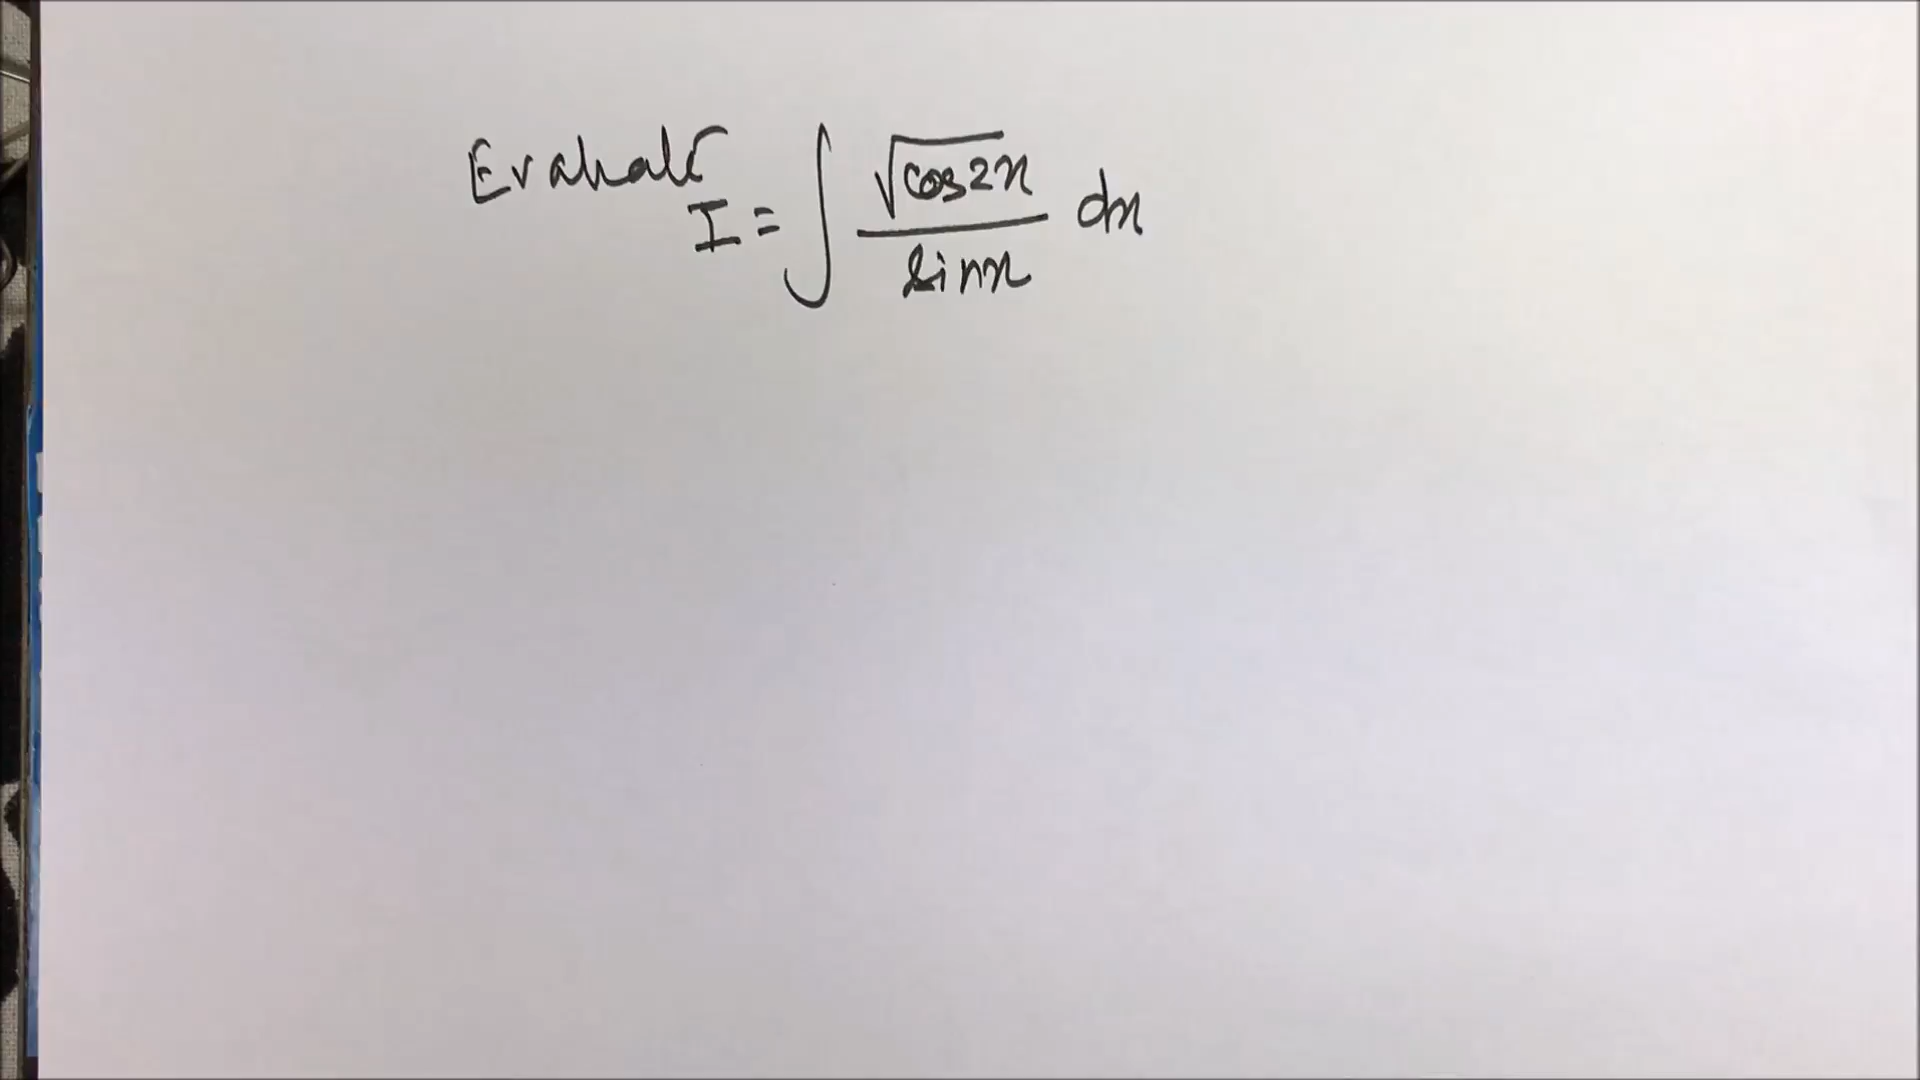 Evaluate
I = ∫ √cos2x / sinx dx